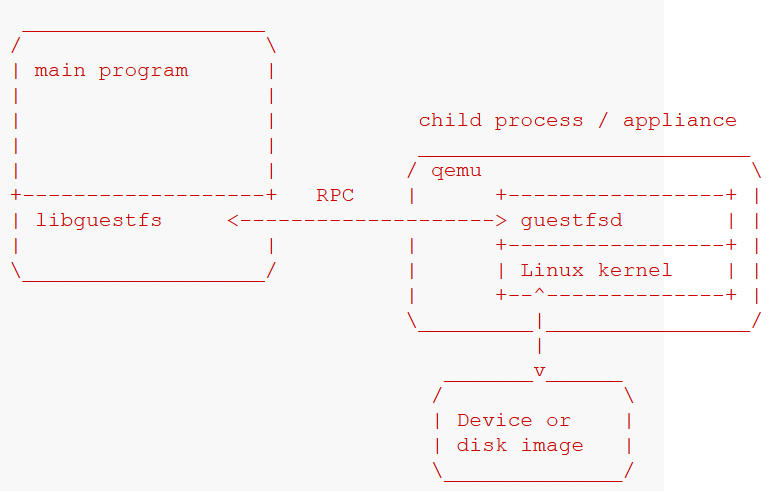 main program
child process / appliance
qemu
RPC
libguestfs
guestfsd
Linux kernel
Device or
disk image